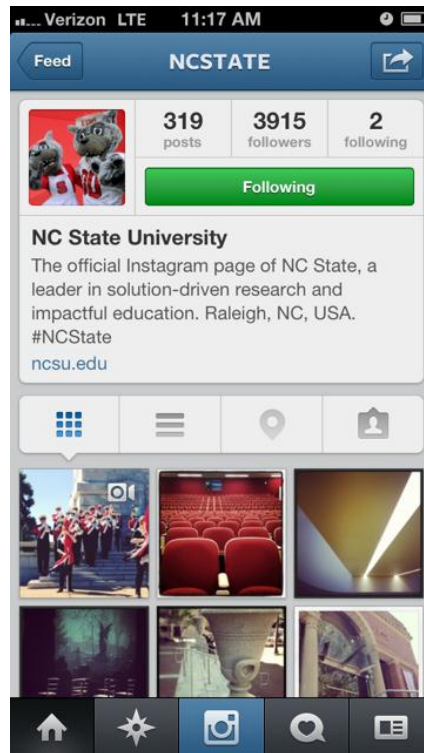 Verizon LTE 11:17 AM
Feed NCSTATE
319 3915 2
posts followers following
Following
NC State University
The official Instagram page of NC State, a
leader in solution-driven research and
impactful education. Raleigh, NC, USA.
#NCState
ncsu.edu